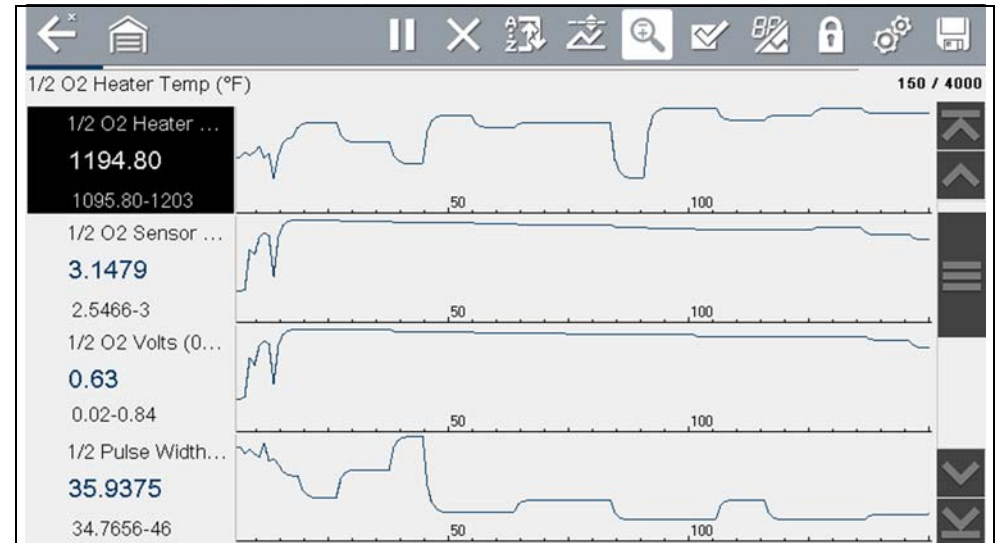 1/2 O2 Heater Temp (°F)
150 / 4000
1/2 O2 Heater ...
1194.80
1095.80-1203
50
100
1/2 O2 Sensor ...
3.1479
2.5466-3
50
100
1/2 O2 Volts (0...
0.63
0.02-0.84
50
100
1/2 Pulse Width...
35.9375
34.7656-46
50
100